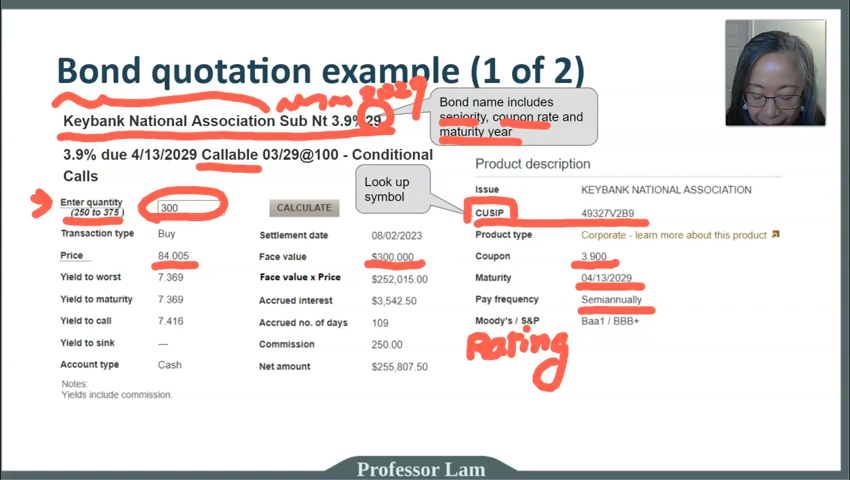 Bond quotation example (1 of 2)
2029
Keybank National Association Sub Nt 3.9% 29
Bond name includes
seniority, coupon rate and
maturity year
3.9% due 4/13/2029 Callable 03/29@100 - Conditional
Calls
Look up
symbol
Enter quantity
(250 to 375)
300
CALCULATE
Transaction type Buy Settlement date 08/02/2023
Price 84.005 Face value $300,000
Yield to worst 7.369 Face value x Price $252,015.00
Yield to maturity 7.369 Accrued interest $3,542.50
Yield to call 7.416 Accrued no. of days 109
Yield to sink — Commission 250.00
Account type Cash Net amount $255,807.50
Notes:
Yields include commission.
Product description
Issue KEYBANK NATIONAL ASSOCIATION
CUSIP 49327V2B9
Product type Corporate - learn more about this product
Coupon 3.900
Maturity 04/13/2029
Pay frequency Semiannually
Moody's / S&P Baa1 / BBB+
Rating
Professor Lam